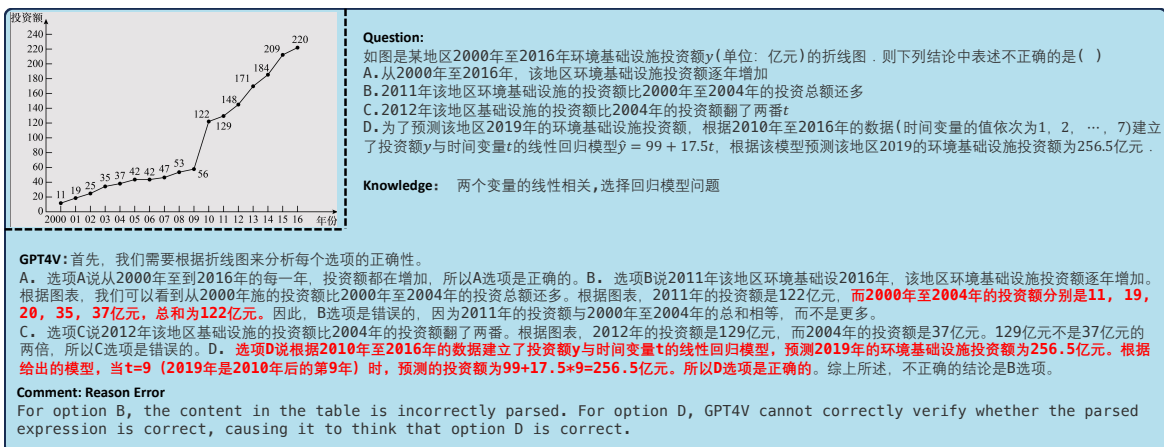 投资额
240
220
200
180
160
140
120
100
80
60
40
20
0
11 19 25 35 37 42 42 47 53 56 122 129 148 171 184 209 220
2000 01 02 03 04 05 06 07 08 09 10 11 12 13 14 15 16 年份
Question:
如图是某地区2000年至2016年环境基础设施投资额y(单位: 亿元)的折线图．则下列结论中表述不正确的是( )
A.从2000年至2016年，该地区环境基础设施投资额逐年增加
B.2011年该地区环境基础设施的投资额比2000年至2004年的投资总额还多
C.2012年该地区基础设施的投资额比2004年的投资额翻了两番t
D.为了预测该地区2019年的环境基础设施投资额，根据2010年至2016年的数据(时间变量的值依次为1，2，⋯，7)建立
了投资额y与时间变量t的线性回归模型ŷ = 99 + 17.5t，根据该模型预测该地区2019的环境基础设施投资额为256.5亿元．
Knowledge: 两个变量的线性相关,选择回归模型问题
GPT4V:首先，我们需要根据折线图来分析每个选项的正确性。
A. 选项A说从2000年至到2016年的每一年，投资额都在增加，所以A选项是正确的。B. 选项B说2011年该地区环境基础设2016年，该地区环境基础设施投资额逐年增加。
根据图表，我们可以看到从2000年施的投资额比2000年至2004年的投资总额还多。根据图表，2011年的投资额是122亿元，而2000年至2004年的投资额分别是11, 19,
20, 35, 37亿元，总和为122亿元。因此，B选项是错误的，因为2011年的投资额与2000年至2004年的总和相等，而不是更多。
C. 选项C说2012年该地区基础设施的投资额比2004年的投资额翻了两番。根据图表，2012年的投资额是129亿元，而2004年的投资额是37亿元。129亿元不是37亿元的
两倍，所以C选项是错误的。D. 选项D说根据2010年至2016年的数据建立了投资额y与时间变量t的线性回归模型，预测2019年的环境基础设施投资额为256.5亿元。根据
给出的模型，当t=9（2019年是2010年后的第9年）时，预测的投资额为99+17.5*9=256.5亿元。所以D选项是正确的。综上所述，不正确的结论是B选项。
Comment: Reason Error
For option B, the content in the table is incorrectly parsed. For option D, GPT4V cannot correctly verify whether the parsed
expression is correct, causing it to think that option D is correct.